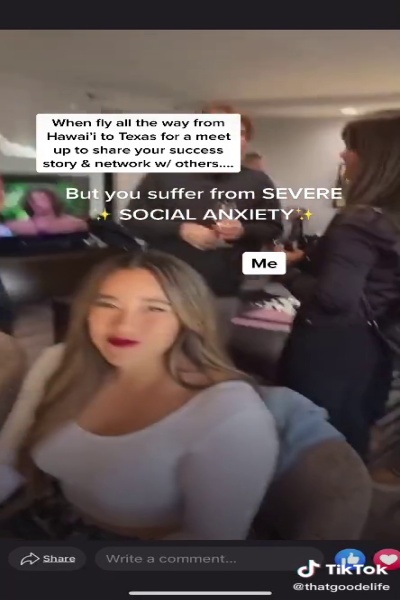 When fly all the way from
Hawai'i to Texas for a meet
up to share your success
story & network w/ others....
But you suffer from SEVERE
✨ SOCIAL ANXIETY✨
Me
Share
Write a comment...
TikTok
@thatgoodelife